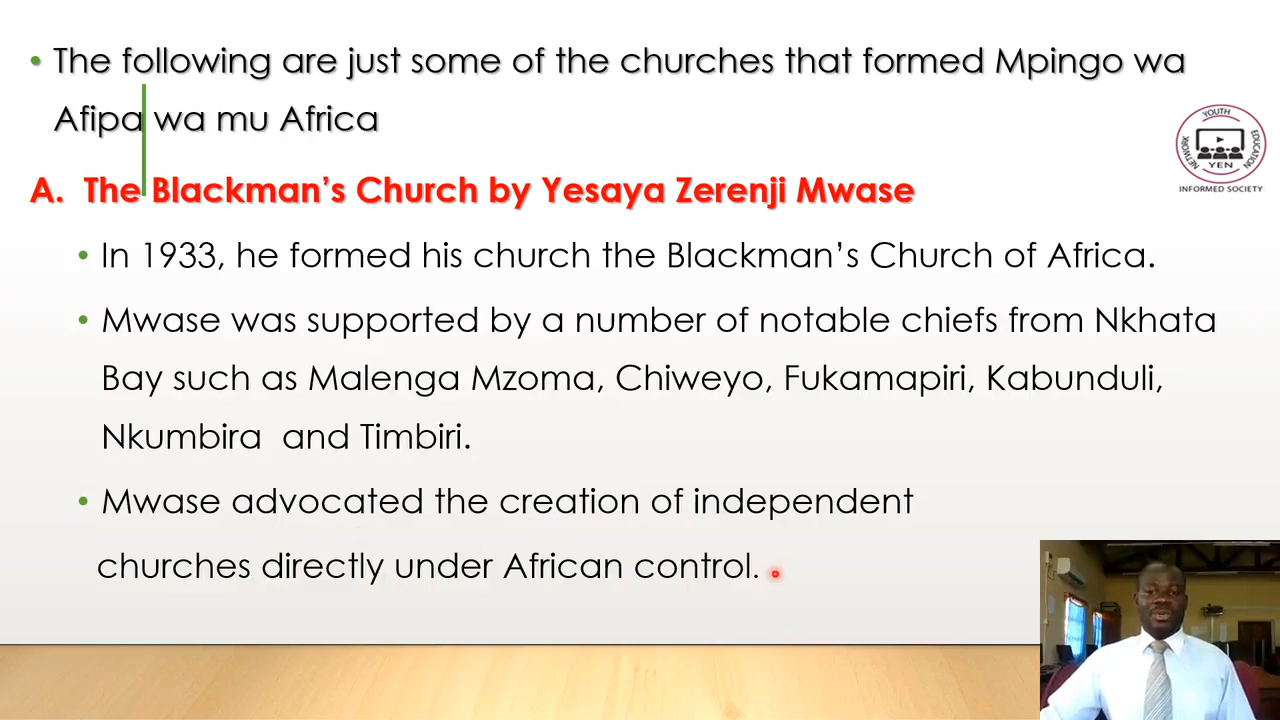 • The following are just some of the churches that formed Mpingo wa
Afipa wa mu Africa
A. The Blackman’s Church by Yesaya Zerenji Mwase
• In 1933, he formed his church the Blackman’s Church of Africa.
• Mwase was supported by a number of notable chiefs from Nkhata
Bay such as Malenga Mzoma, Chiweyo, Fukamapiri, Kabunduli,
Nkumbira and Timbiri.
• Mwase advocated the creation of independent
churches directly under African control.
YOUTH
NETWORK
EDUCATION
YEN
INFORMED SOCIETY